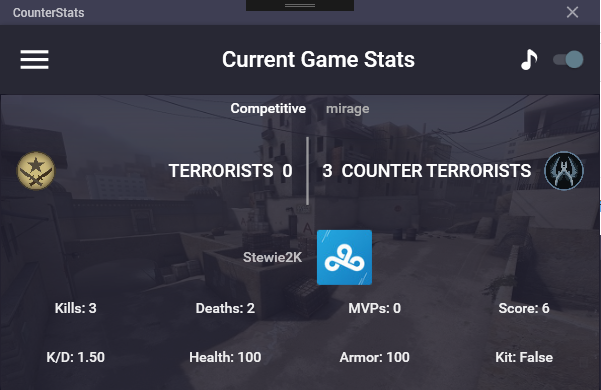 CounterStats
Current Game Stats
Competitive mirage
TERRORISTS 0 3 COUNTER TERRORISTS
Stewie2K
Kills: 3 Deaths: 2 MVPs: 0 Score: 6
K/D: 1.50 Health: 100 Armor: 100 Kit: False